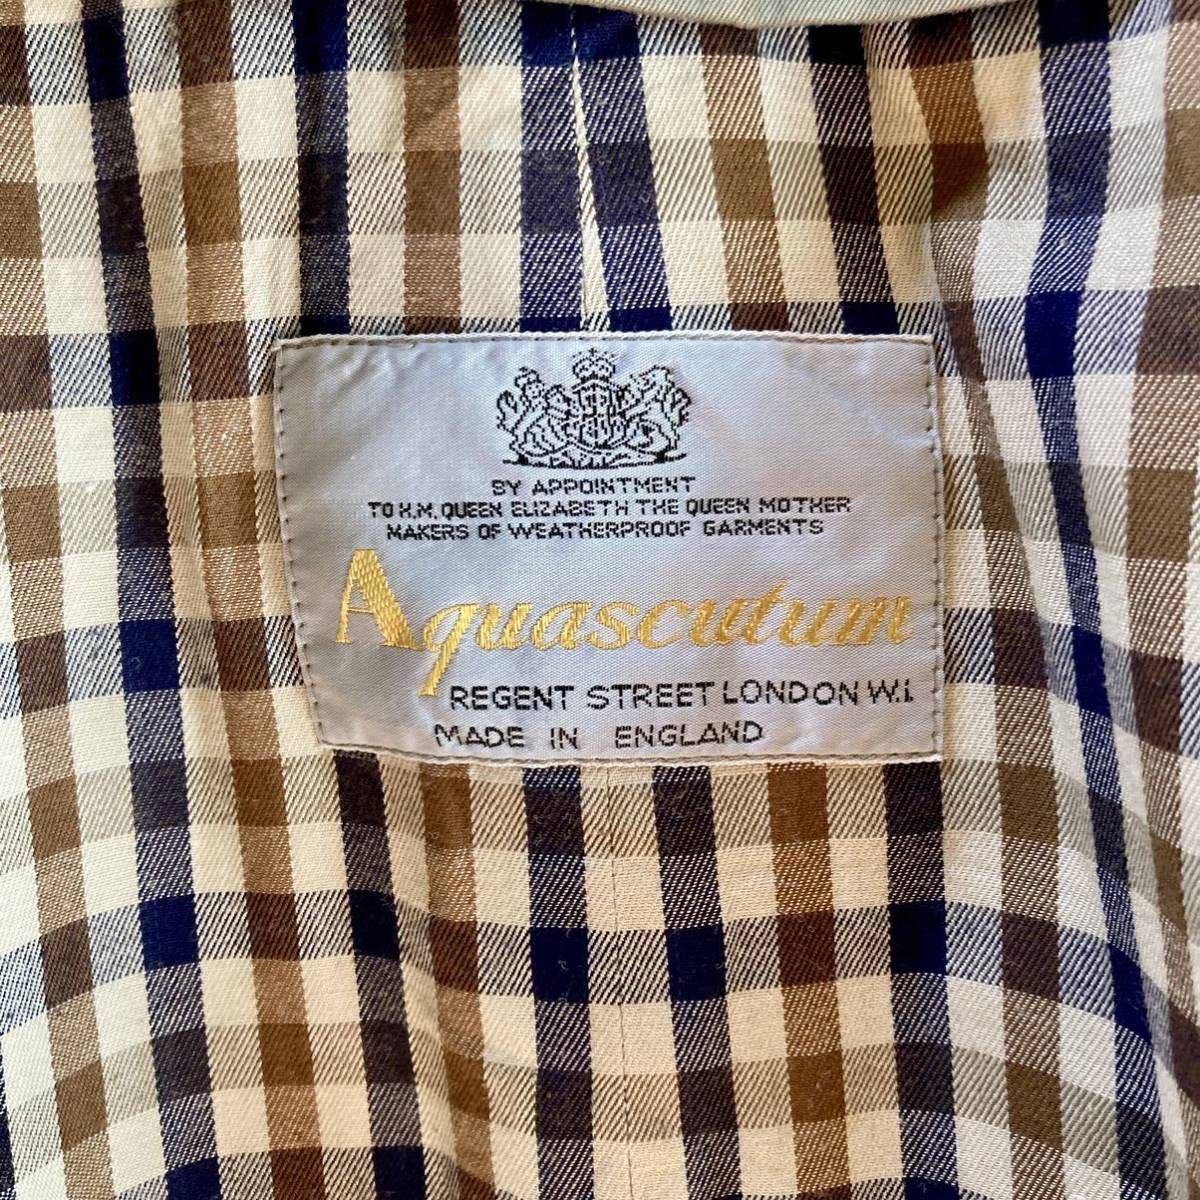 BY APPOINTMENT
TO H.M. QUEEN ELIZABETH THE QUEEN MOTHER
MAKERS OF WEATHERPROOF GARMENTS
Aquascutum
REGENT STREET LONDON W.1.
MADE IN ENGLAND